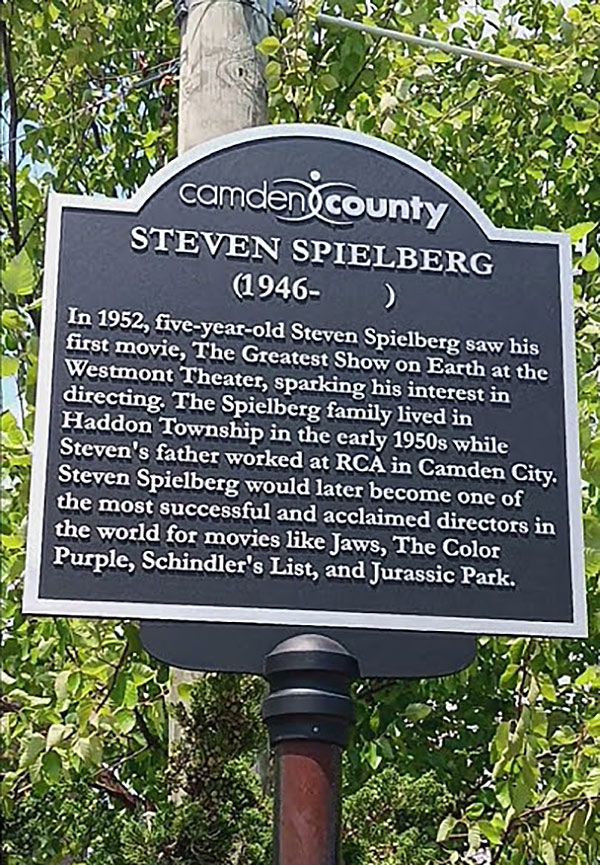 camden county
STEVEN SPIELBERG
(1946-      )
In 1952, five-year-old Steven Spielberg saw his
first movie, The Greatest Show on Earth at the
Westmont Theater, sparking his interest in
directing. The Spielberg family lived in
Haddon Township in the early 1950s while
Steven's father worked at RCA in Camden City.
Steven Spielberg would later become one of
the most successful and acclaimed directors in
the world for movies like Jaws, The Color
Purple, Schindler's List, and Jurassic Park.